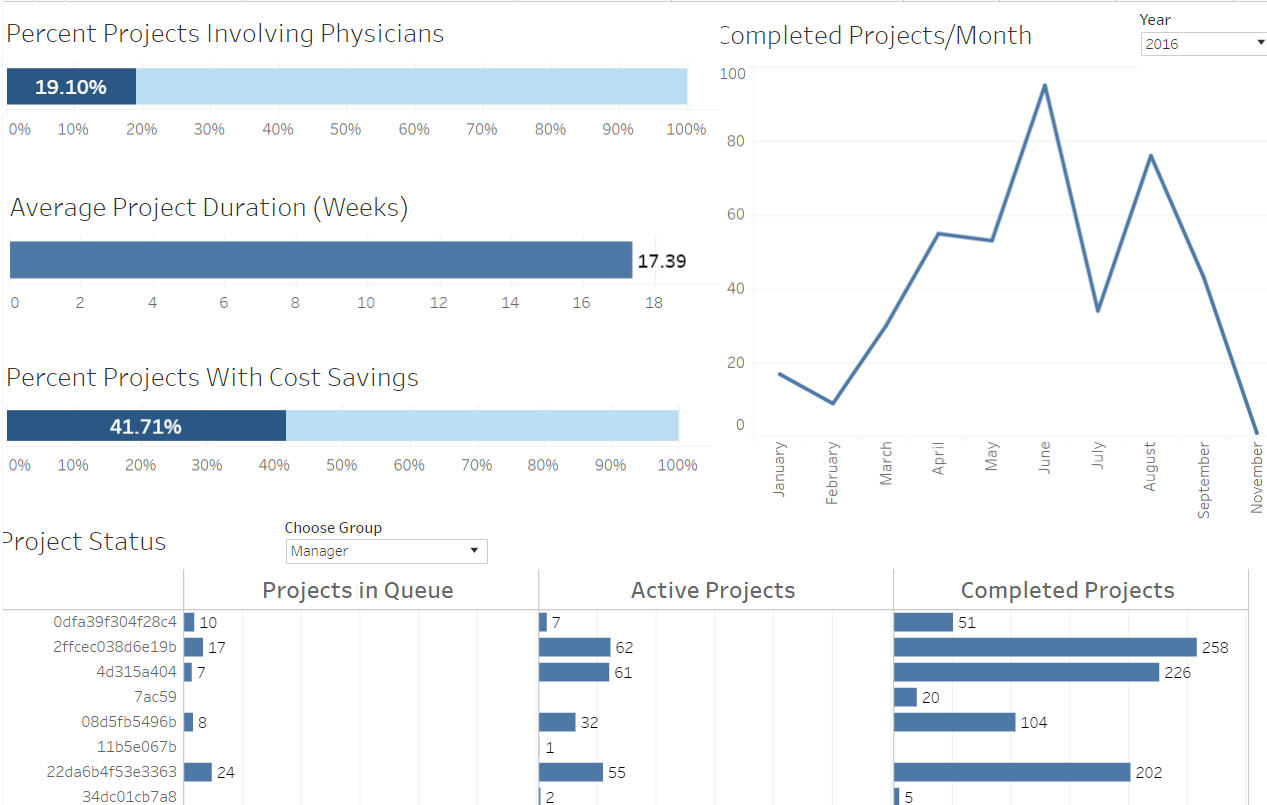 Percent Projects Involving Physicians
19.10%
0% 10% 20% 30% 40% 50% 60% 70% 80% 90% 100%
Average Project Duration (Weeks)
17.39
0 2 4 6 8 10 12 14 16 18
Percent Projects With Cost Savings
41.71%
0% 10% 20% 30% 40% 50% 60% 70% 80% 90% 100%
Completed Projects/Month
Year
2016
100
80
60
40
20
0
January February March April May June July August September November
Project Status
Choose Group
Manager
Projects in Queue Active Projects Completed Projects
0dfa39f304f28c4 10 7 51
2ffcec038d6e19b 17 62 258
4d315a404 7 61 226
7ac59 20
08d5fb5496b 8 32 104
11b5e067b 1
22da6b4f53e3363 24 55 202
34dc01cb7a8 2 5